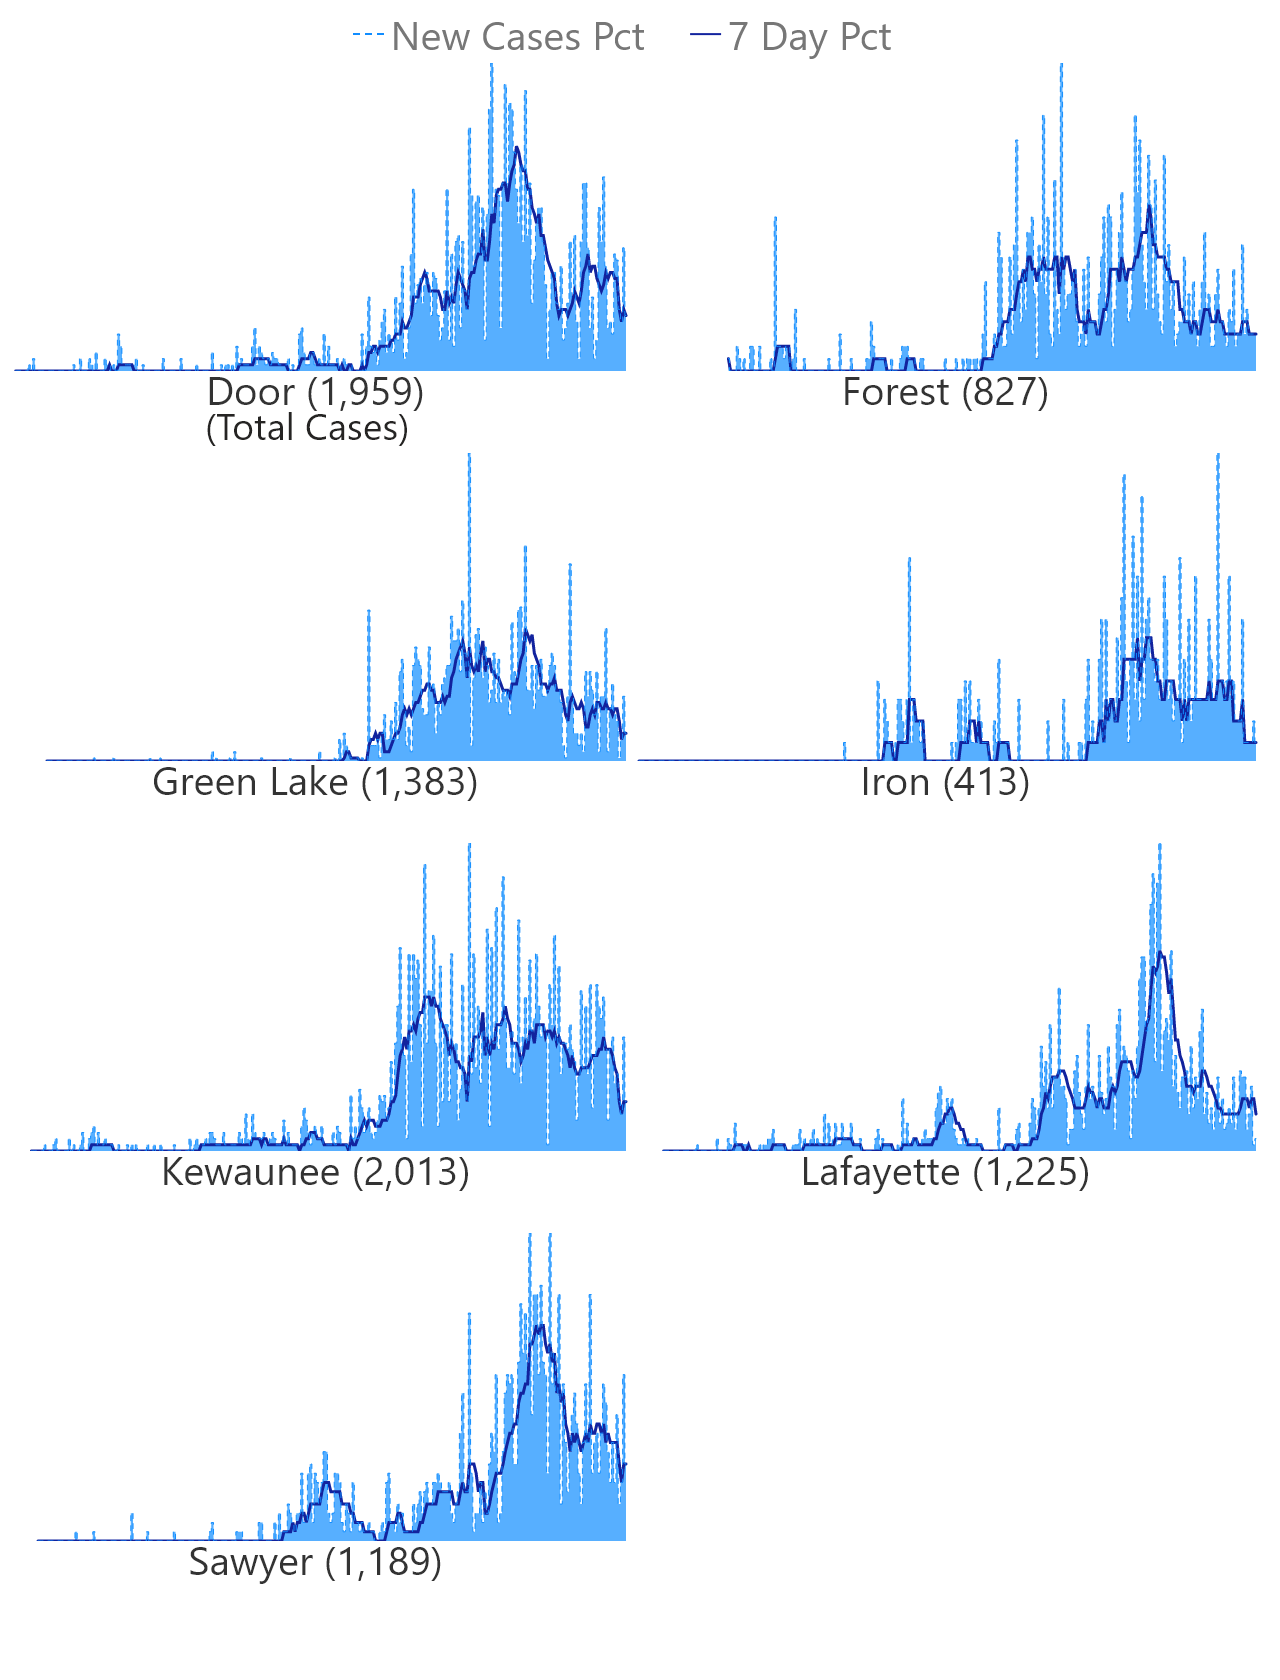 New Cases Pct 7 Day Pct
Door (1,959) Forest (827)
(Total Cases)
Green Lake (1,383) Iron (413)
Kewaunee (2,013) Lafayette (1,225)
Sawyer (1,189)